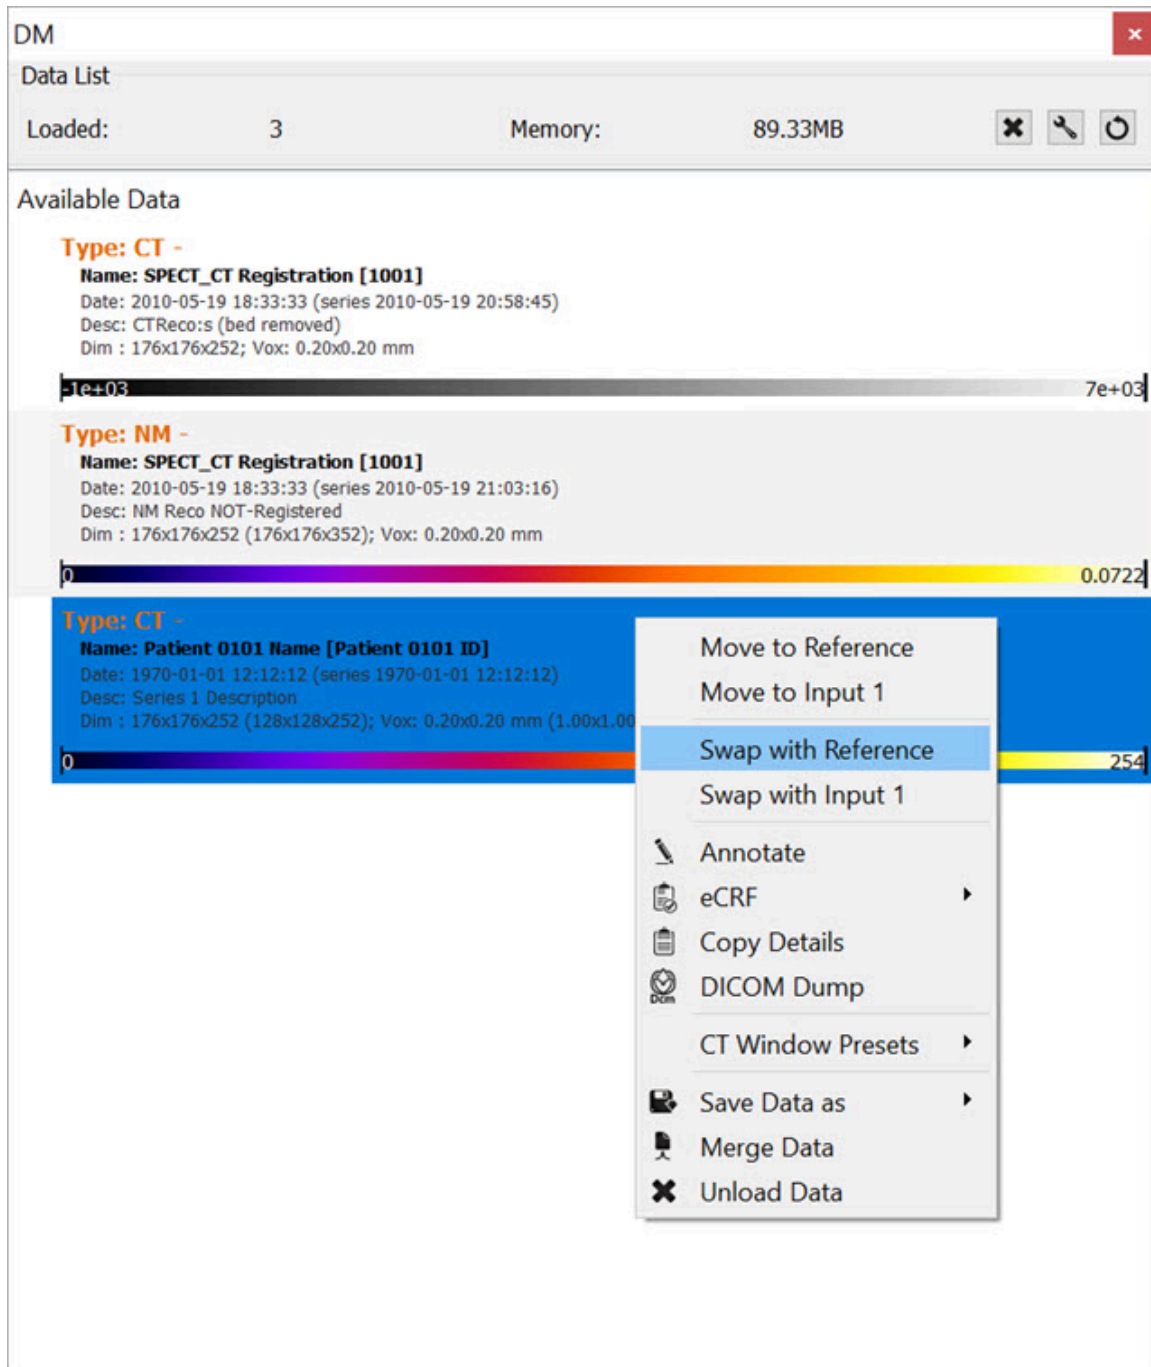 DM
Data List
Loaded: 3 Memory: 89.33MB
Available Data
Type: CT -
Name: SPECT_CT Registration [1001]
Date: 2010-05-19 18:33:33 (series 2010-05-19 20:58:45)
Desc: CTReco:s (bed removed)
Dim : 176x176x252; Vox: 0.20x0.20 mm
-1e+03 7e+03
Type: NM -
Name: SPECT_CT Registration [1001]
Date: 2010-05-19 18:33:33 (series 2010-05-19 21:03:16)
Desc: NM Reco NOT-Registered
Dim : 176x176x252 (176x176x352); Vox: 0.20x0.20 mm
0 0.0722
Type: CT -
Name: Patient 0101 Name [Patient 0101 ID]
Date: 1970-01-01 12:12:12 (series 1970-01-01 12:12:12)
Desc: Series 1 Description
Dim : 176x176x252 (128x128x252); Vox: 0.20x0.20 mm (1.00x1.00
0 254
Move to Reference
Move to Input 1
Swap with Reference
Swap with Input 1
Annotate
eCRF
Copy Details
Dcm DICOM Dump
CT Window Presets
Save Data as
Merge Data
Unload Data